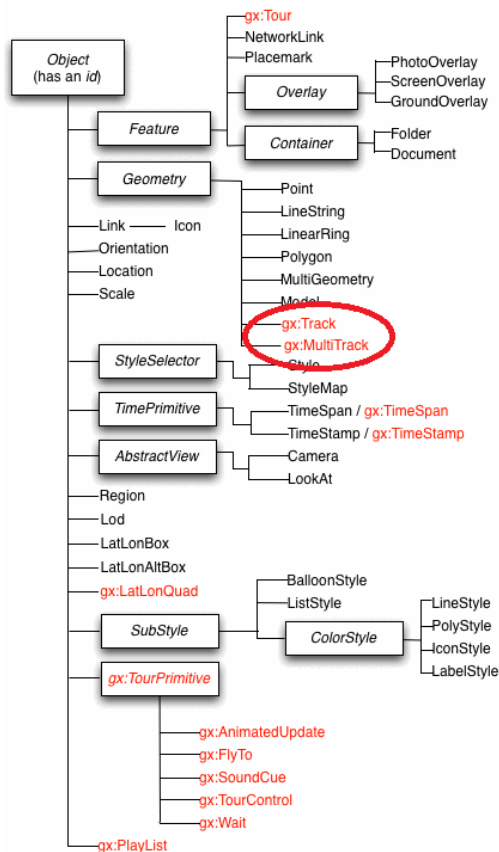 gx:Tour
NetworkLink
Placemark
Object
(has an id)
PhotoOverlay
Overlay
ScreenOverlay
GroundOverlay
Feature
Container
Folder
Document
Geometry
Point
LineString
LinearRing
Polygon
MultiGeometry
Model
gx:Track
gx:MultiTrack
Link
Icon
Orientation
Location
Scale
StyleSelector
Style
StyleMap
TimePrimitive
TimeSpan / gx:TimeSpan
TimeStamp / gx:TimeStamp
AbstractView
Camera
LookAt
Region
Lod
LatLonBox
LatLonAltBox
gx:LatLonQuad
SubStyle
BalloonStyle
ListStyle
ColorStyle
LineStyle
PolyStyle
IconStyle
LabelStyle
gx:TourPrimitive
gx:AnimatedUpdate
gx:FlyTo
gx:SoundCue
gx:TourControl
gx:Wait
gx:PlayList